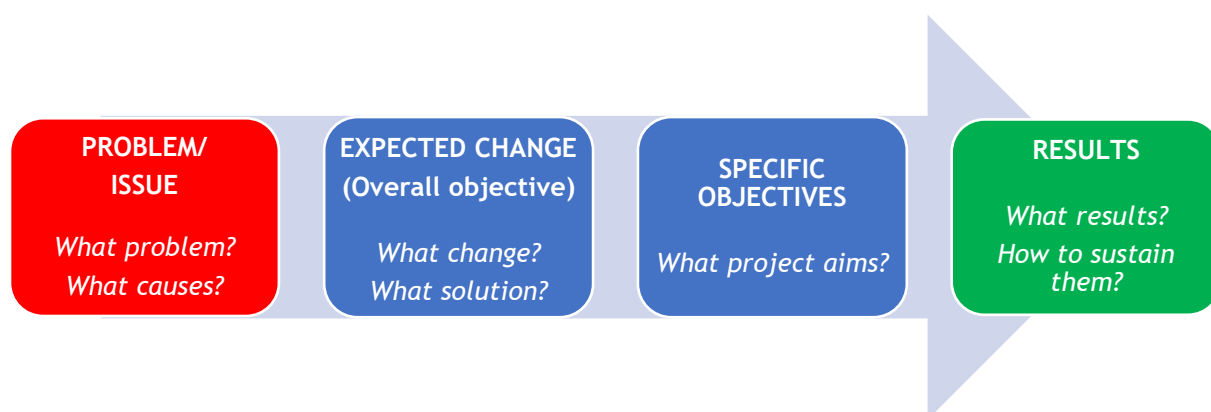 PROBLEM/
ISSUE
What problem?
What causes?
EXPECTED CHANGE
(Overall objective)
What change?
What solution?
SPECIFIC
OBJECTIVES
What project aims?
RESULTS
What results?
How to sustain
them?